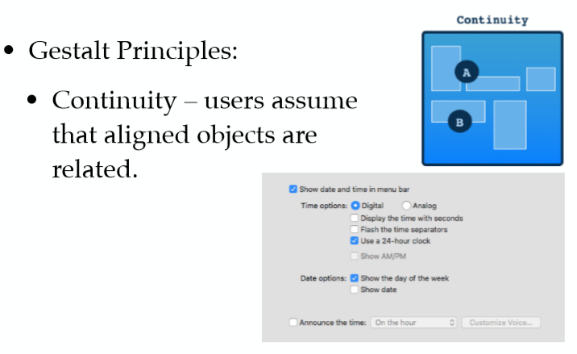 Continuity
• Gestalt Principles:
• Continuity – users assume
that aligned objects are
related.
A
B
Show date and time in menu bar
Time options: Digital Analog
Display the time with seconds
Flash the time separators
Use a 24-hour clock
Show AM/PM
Date options: Show the day of the week
Show date
Announce the time: On the hour Customize Voice...